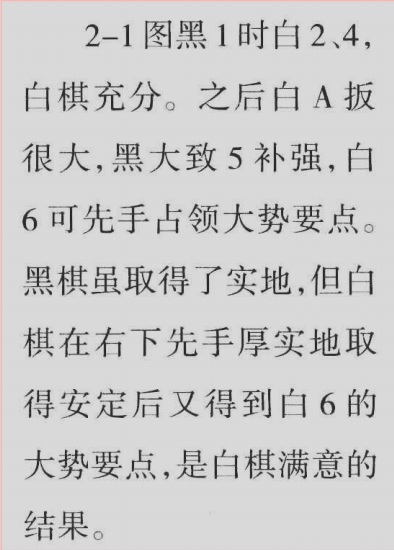 2-1图黑1时白2、4,
白棋充分。之后白A扳
很大,黑大致5补强,白
6可先手占领大势要点。
黑棋虽取得了实地,但白
棋在右下先手厚实地取
得安定后又得到白6的
大势要点,是白棋满意的
结果。